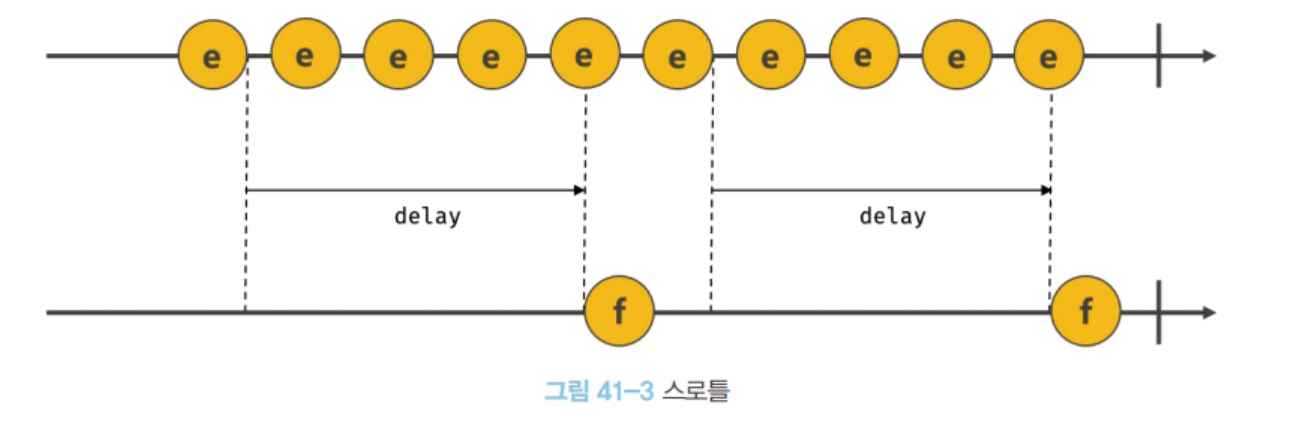 e e e e e e e e e e
delay delay
f f
그림 41-3 스로틀